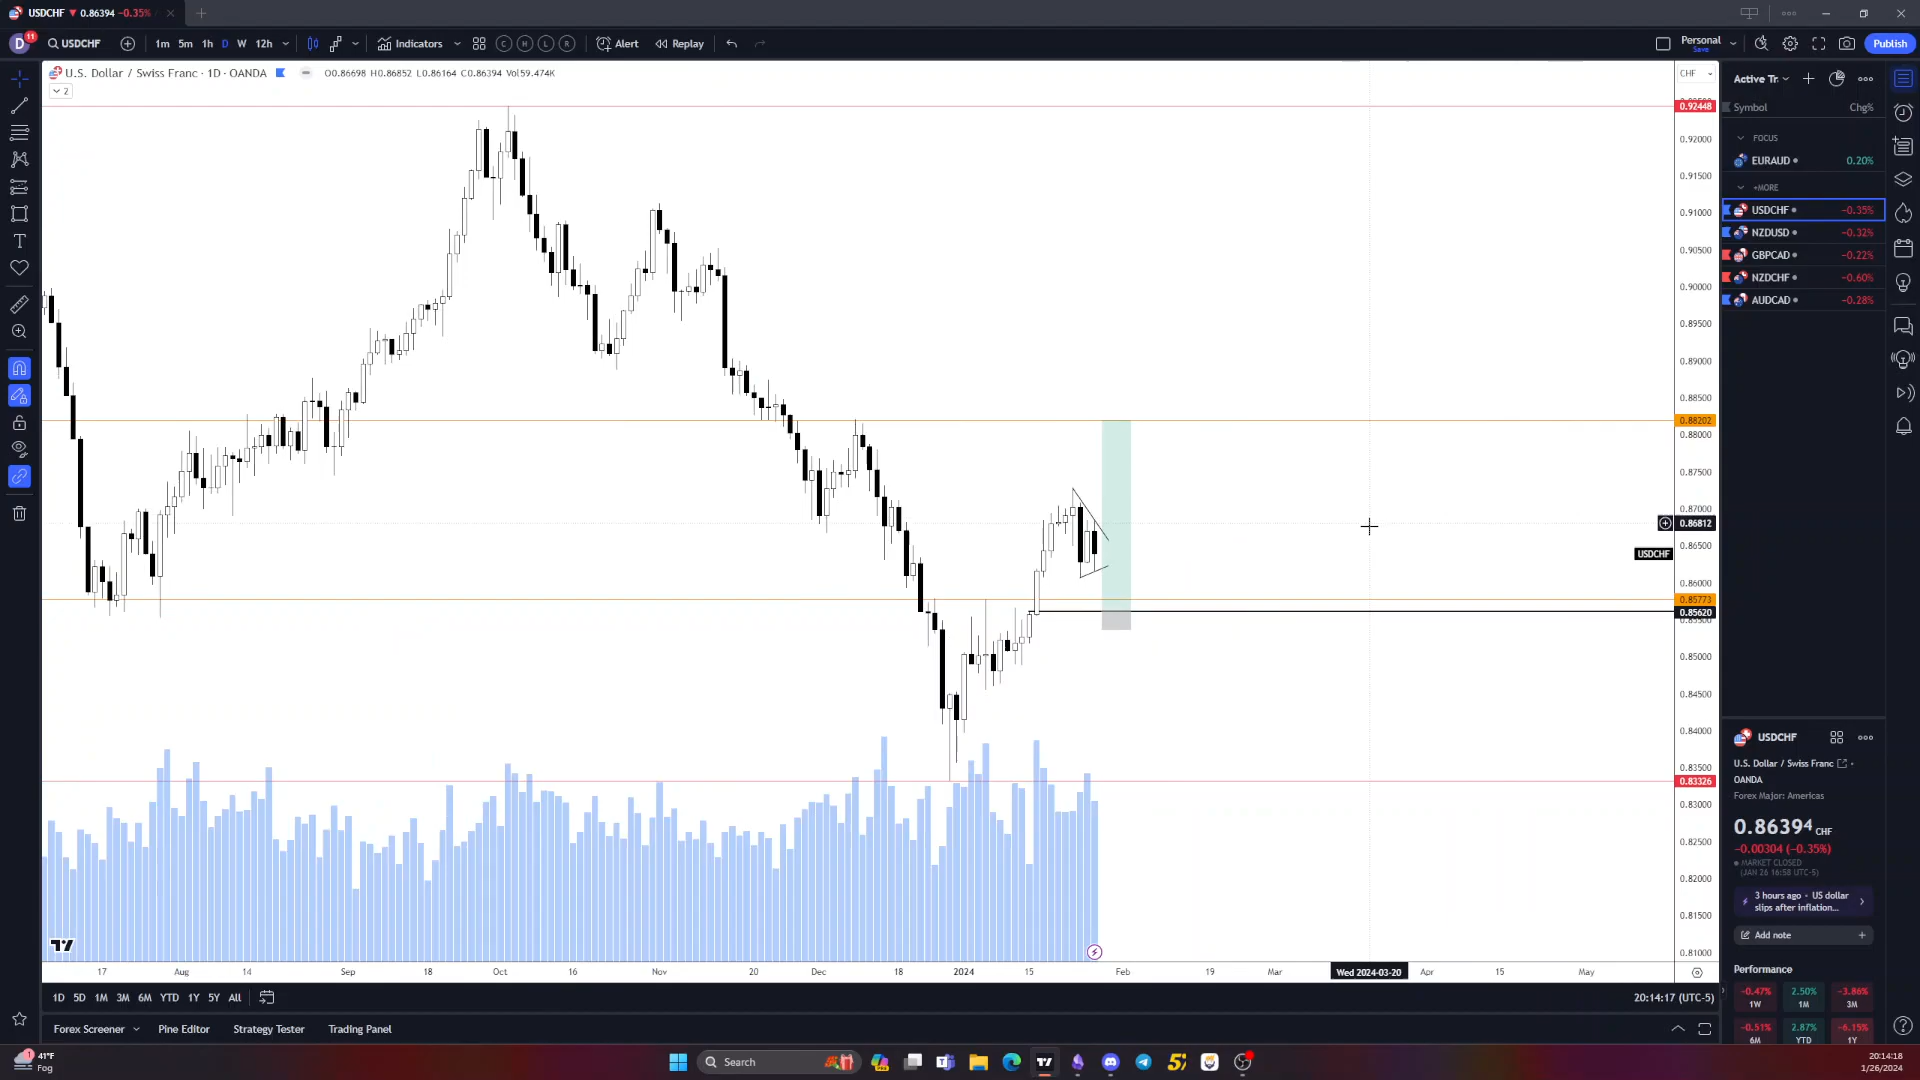 USDCHF ▼ 0.86394 −0.35%
D 11 USDCHF 1m 5m 1h D W 12h Indicators C H L R Alert Replay Personal Save Publish
U.S. Dollar / Swiss Franc · 1D · OANDA O0.86698 H0.86852 L0.86164 C0.86394 Vol59.474K
2
CHF
0.92448
0.92000
0.91500
0.91000
0.90500
0.90000
0.89500
0.89000
0.88500
0.88202
0.88000
0.87500
0.87000
0.86812
0.86500
USDCHF
0.86000
0.85773
0.85620
0.85000
0.84500
0.84000
0.83500
0.83326
0.83000
0.82500
0.82000
0.81500
0.81000
17 Aug 14 Sep 18 Oct 16 Nov 20 Dec 18 2024 15 Feb 19 Mar Wed 2024-03-20 Apr 15 May
1D 5D 1M 3M 6M YTD 1Y 5Y All
20:14:17 (UTC-5)
Forex Screener Pine Editor Strategy Tester Trading Panel
Active Tr.
Symbol Chg%
FOCUS
EURAUD 0.20%
+MORE
USDCHF −0.35%
NZDUSD −0.32%
GBPCAD −0.22%
NZDCHF −0.60%
AUDCAD −0.28%
USDCHF
U.S. Dollar / Swiss Franc
OANDA
Forex Major: Americas
0.86394 CHF
−0.00304 (−0.35%)
MARKET CLOSED
(JAN 26 16:58 UTC-5)
3 hours ago • US dollar
slips after inflation...
Add note
Performance
−0.47% 2.50% −3.86%
1W 1M 3M
−0.51% 2.87% −6.15%
6M YTD 1Y
1 41°F
Fog
Search
20:14:18
1/26/2024